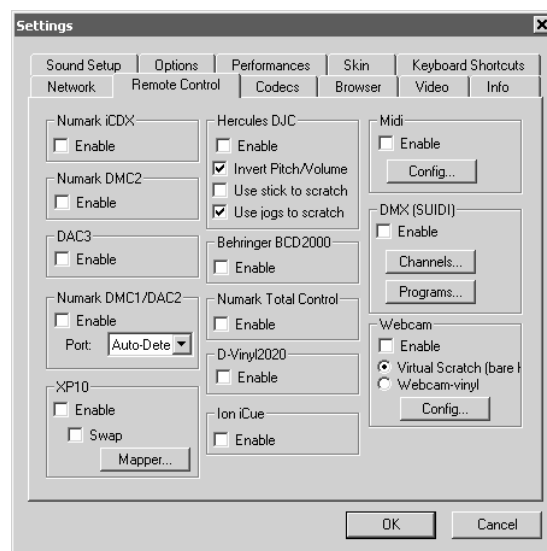 Settings
Sound Setup
Options
Performances
Skin
Keyboard Shortcuts
Network
Remote Control
Codecs
Browser
Video
Info
Numark iCDX
Enable
Numark DMC2
Enable
DAC3
Enable
Numark DMC1/DAC2
Enable
Port:
Auto-Dete
XP10
Enable
Swap
Mapper...
Hercules DJC
Enable
Invert Pitch/Volume
Use stick to scratch
Use jogs to scratch
Behringer BCD2000
Enable
Numark Total Control
Enable
D-Vinyl2020
Enable
Ion iCue
Enable
Midi
Enable
Config...
DMX (SUIDI)
Enable
Channels...
Programs...
Webcam
Enable
Virtual Scratch (bare
Webcam-vinyl
Config...
OK
Cancel